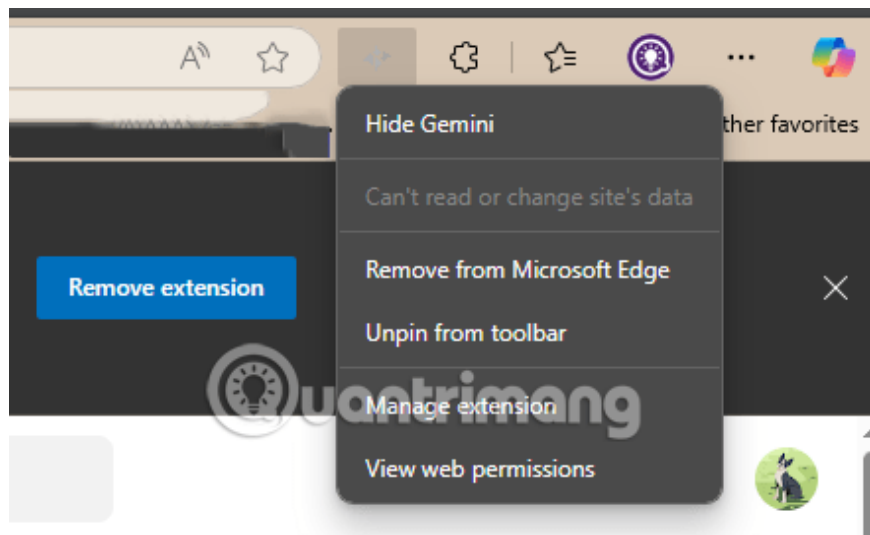 A
Hide Gemini
ther favorites
Can't read or change site's data
Remove extension
Remove from Microsoft Edge
Unpin from toolbar
Quantrimang
Manage extension
View web permissions